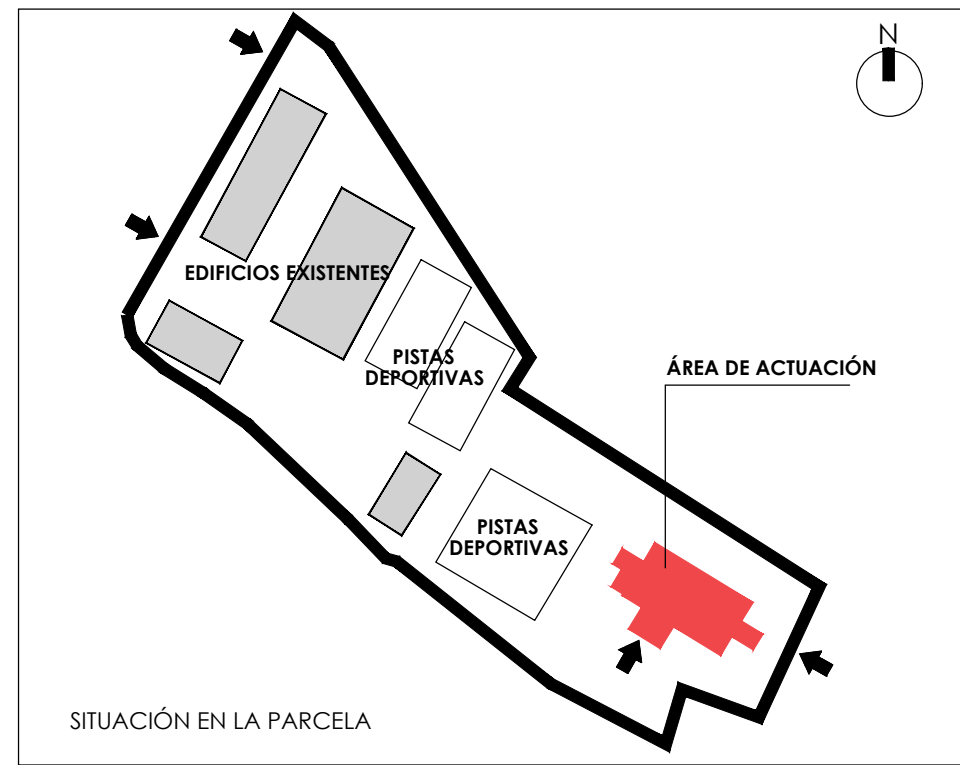 N
EDIFICIOS EXISTENTES
PISTAS
DEPORTIVAS
ÁREA DE ACTUACIÓN
PISTAS
DEPORTIVAS
SITUACIÓN EN LA PARCELA